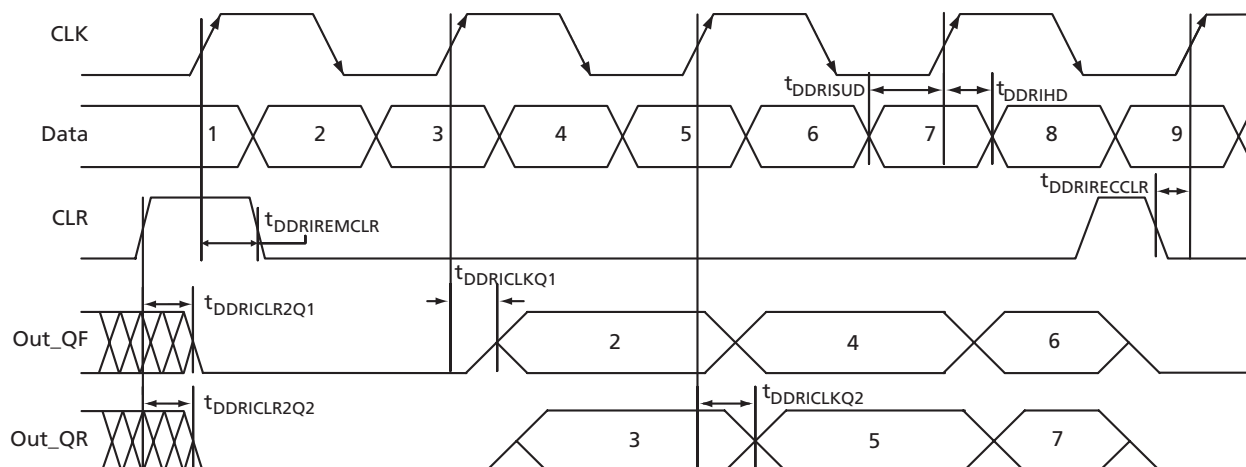 CLK
tDDRISUD
tDDRIHD
Data 1 2 3 4 5 6 7 8 9
tDDRIRECCLR
CLR
tDDRIREMCLR
tDDRICLKQ1
tDDRICLR2Q1
Out_QF 2 4 6
tDDRICLR2Q2
tDDRICLKQ2
Out_QR 3 5 7